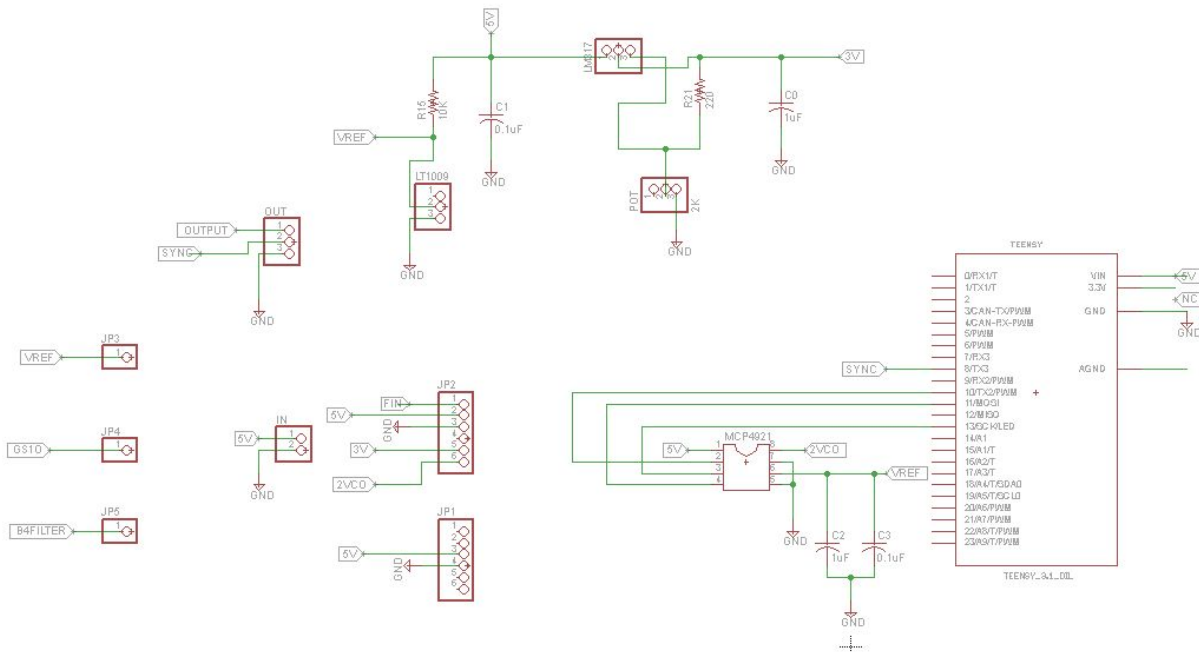 5V
LM317
1 2 3
3V
R15
10K
C1
0.1uF
R21
220
C0
1uF
VREF
GND
GND
LT1009
1
2
3
POT
1 2 3
2K
GND
GND
OUT
OUTPUT
1
SYNC
2
3
GND
TEENSY
0/RX1/T
VIN
5V
1/TX1/T
3.3V
2
NC
3/CAN-TX/PWM
GND
4/CAN-RX-PWM
GND
5/PWM
6/PWM
7/RX3
SYNC
8/TX3
AGND
9/RX2/PWM
10/TX2/PWM
11/MOSI
12/MISO
13/SCK/LED
14/A1
15/A1/T
16/A2/T
17/A3/T
18/A4/T/SDA0
19/A5/T/SCL0
20/A6/PWM
21/A7/PWM
22/A8/T/PWM
23/A9/T/PWM
TEENSY_3.1_DIL
JP3
VREF
1
JP2
FIN
1
5V
2
GND
3
4
3V
5
2VCO
6
IN
5V
1
2
GND
JP4
GS10
1
JP5
B4FILTER
1
JP1
1
2
5V
3
GND
4
5
6
MCP4921
5V
1
8
2VCO
2
7
3
6
VREF
4
5
GND
C2
1uF
C3
0.1uF
GND